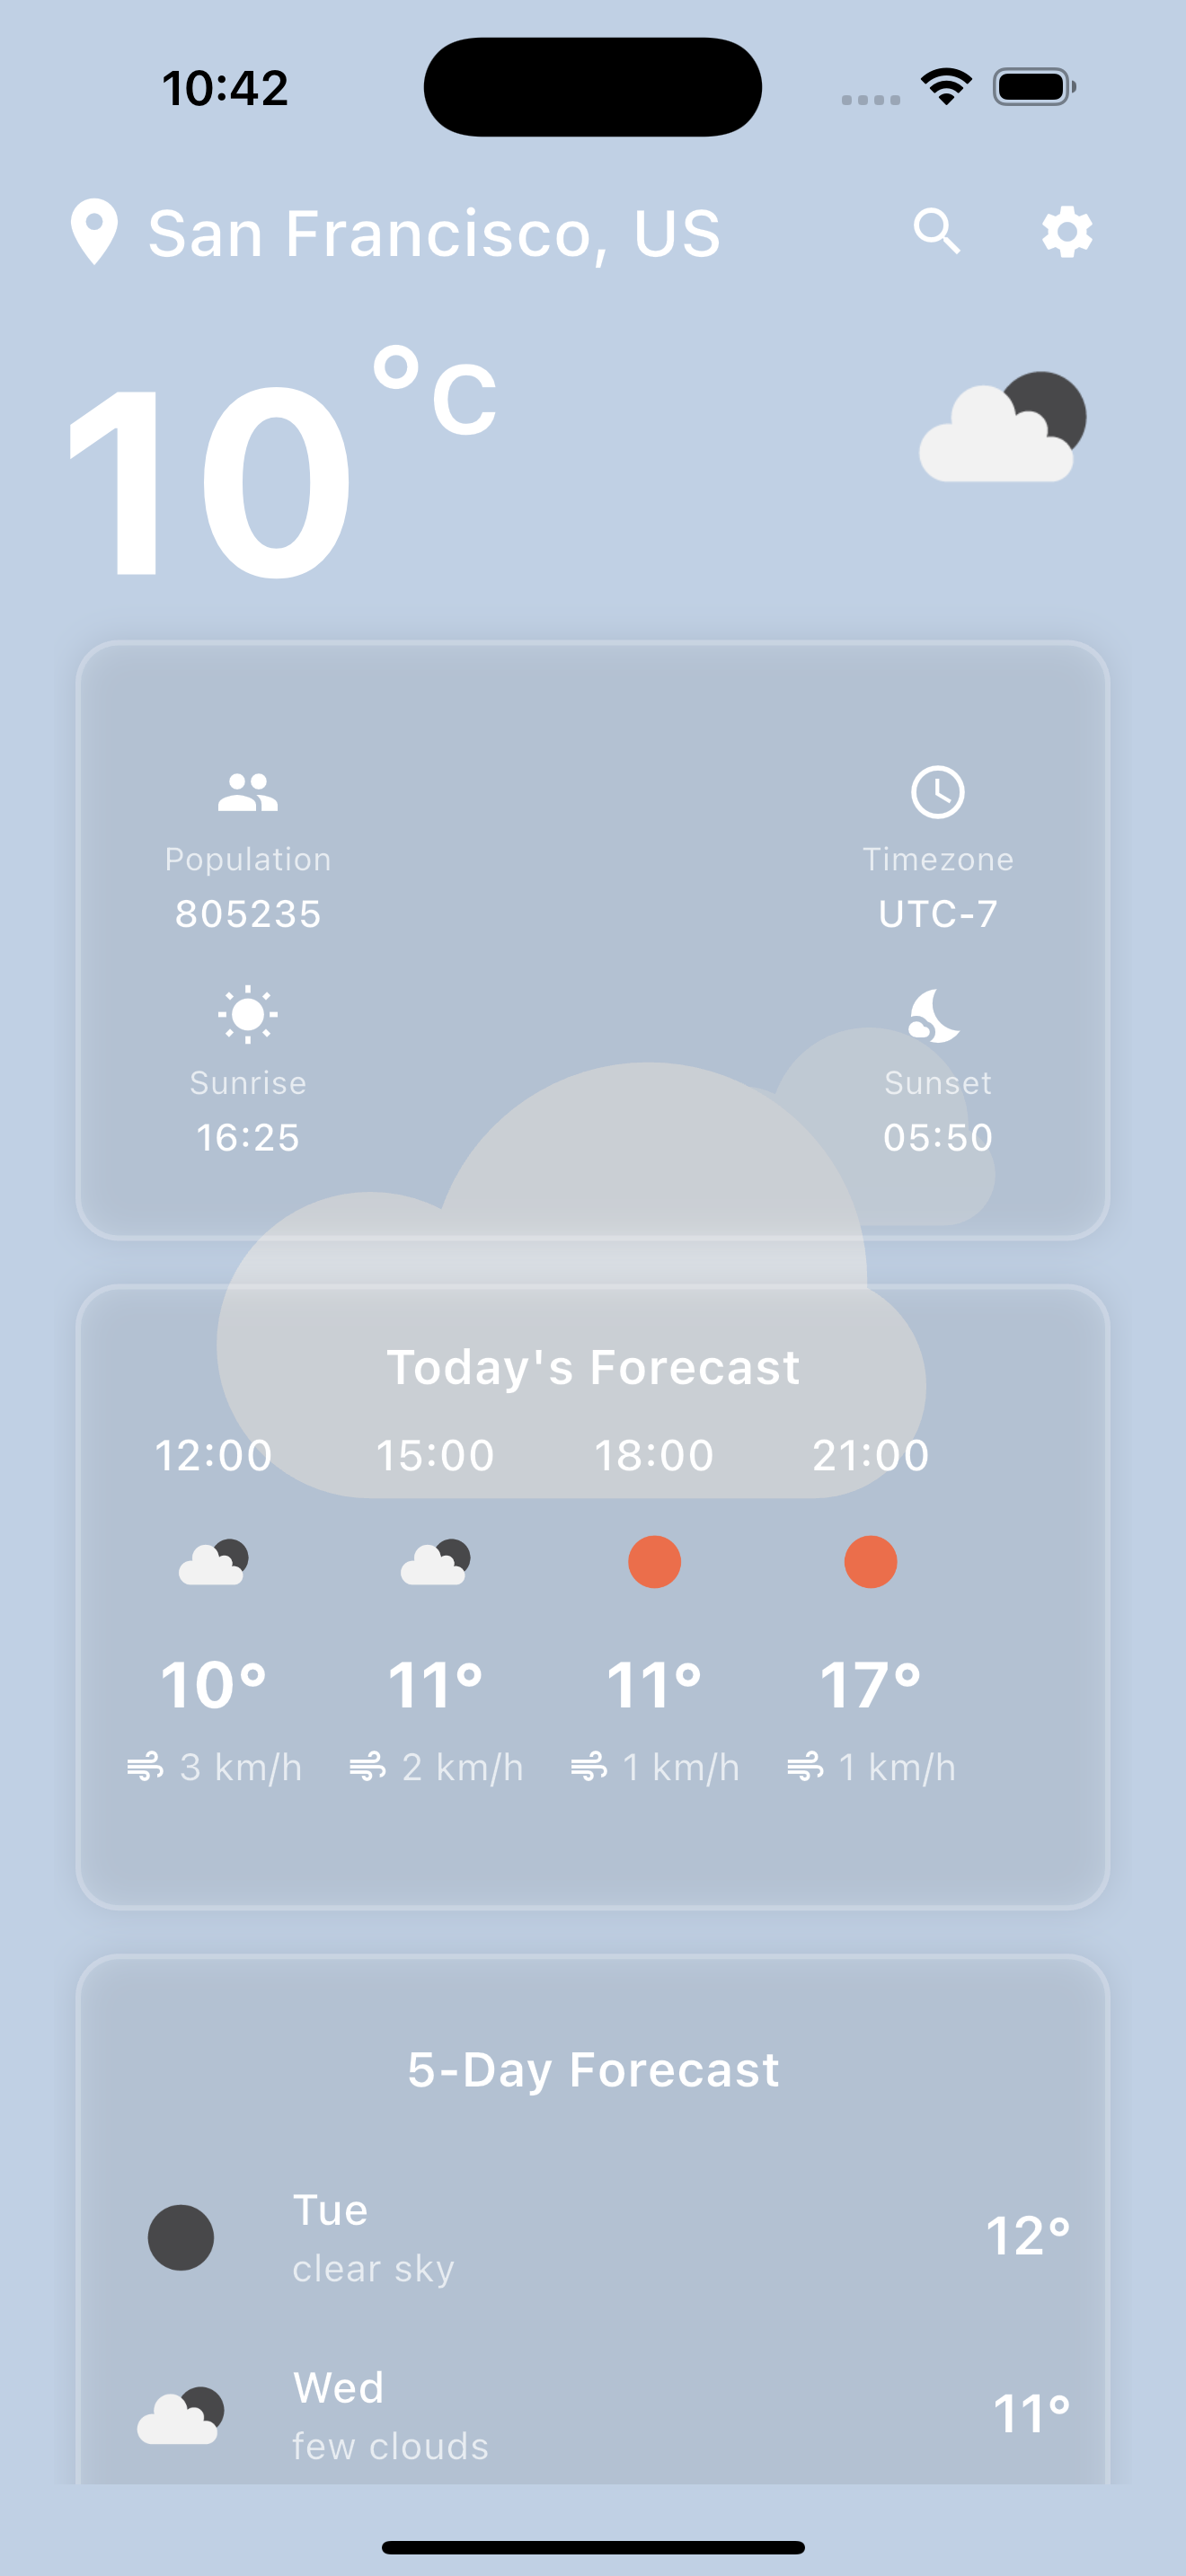 10:42
San Francisco, US
10°C
Population
805235
Timezone
UTC-7
Sunrise
16:25
Sunset
05:50
Today's Forecast
12:00 15:00 18:00 21:00
10° 11° 11° 17°
3 km/h 2 km/h 1 km/h 1 km/h
5-Day Forecast
Tue
clear sky
12°
Wed
few clouds
11°